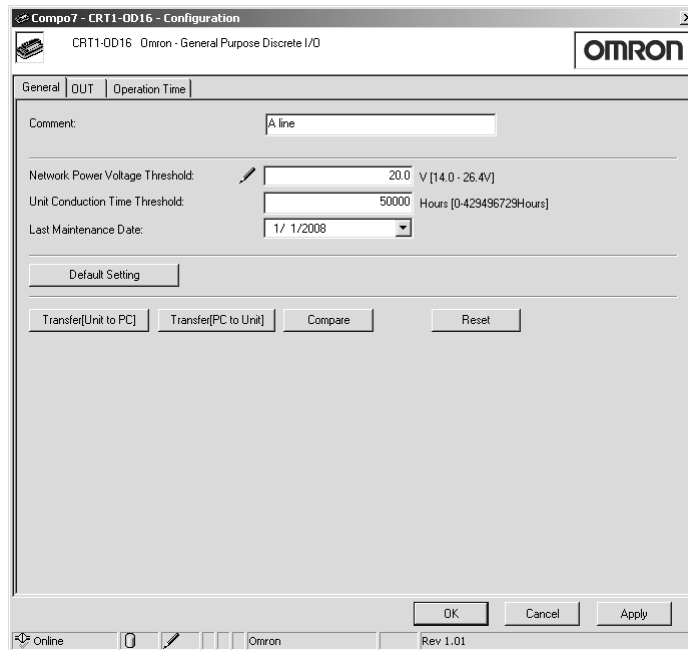 Compo7 - CRT1-OD16 - Configuration
CRT1-OD16 Omron - General Purpose Discrete I/O
OMRON
General OUT Operation Time
Comment: A line
Network Power Voltage Threshold: 20.0 V [14.0 - 26.4V]
Unit Conduction Time Threshold: 50000 Hours [0-429496729Hours]
Last Maintenance Date: 1/ 1/2008
Default Setting
Transfer[Unit to PC] Transfer[PC to Unit] Compare Reset
OK Cancel Apply
Online Omron Rev 1.01